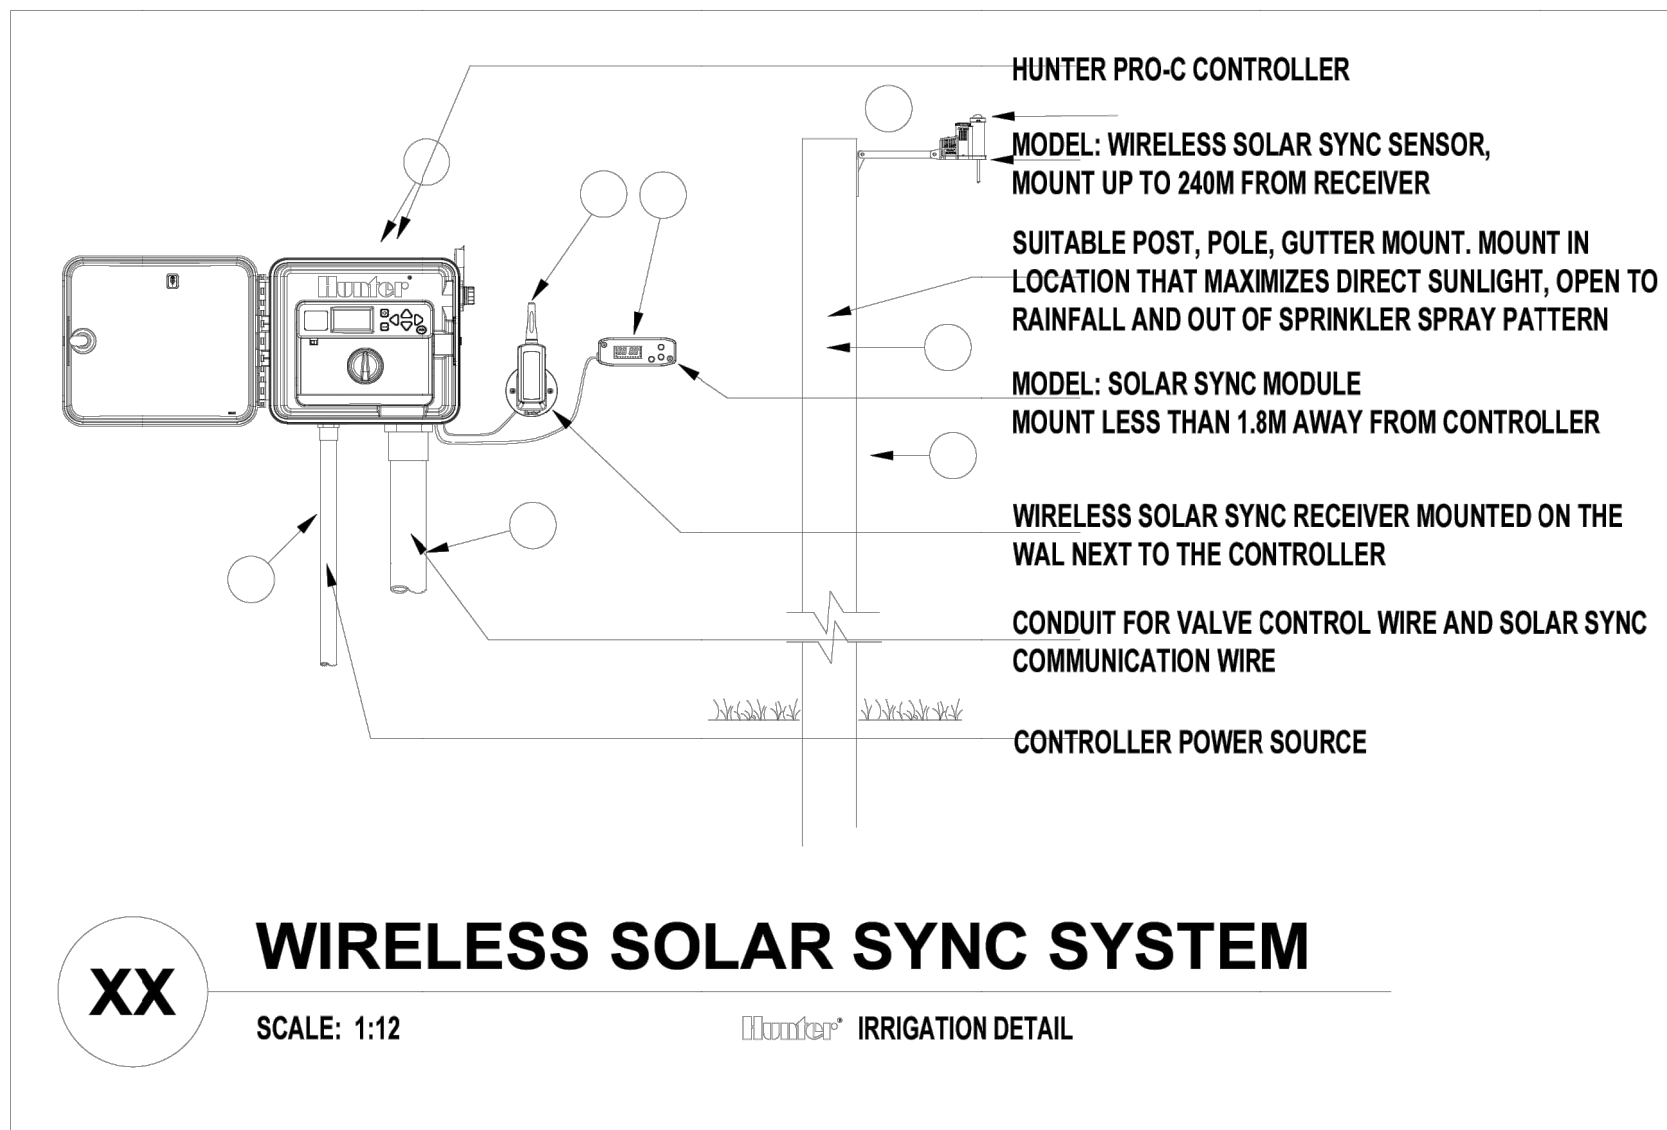 HUNTER PRO-C CONTROLLER
MODEL: WIRELESS SOLAR SYNC SENSOR,
MOUNT UP TO 240M FROM RECEIVER
SUITABLE POST, POLE, GUTTER MOUNT. MOUNT IN
LOCATION THAT MAXIMIZES DIRECT SUNLIGHT, OPEN TO
RAINFALL AND OUT OF SPRINKLER SPRAY PATTERN
Hunter®
MODEL: SOLAR SYNC MODULE
MOUNT LESS THAN 1.8M AWAY FROM CONTROLLER
WIRELESS SOLAR SYNC RECEIVER MOUNTED ON THE
WAL NEXT TO THE CONTROLLER
CONDUIT FOR VALVE CONTROL WIRE AND SOLAR SYNC
COMMUNICATION WIRE
CONTROLLER POWER SOURCE
XX
WIRELESS SOLAR SYNC SYSTEM
SCALE: 1:12
Hunter® IRRIGATION DETAIL